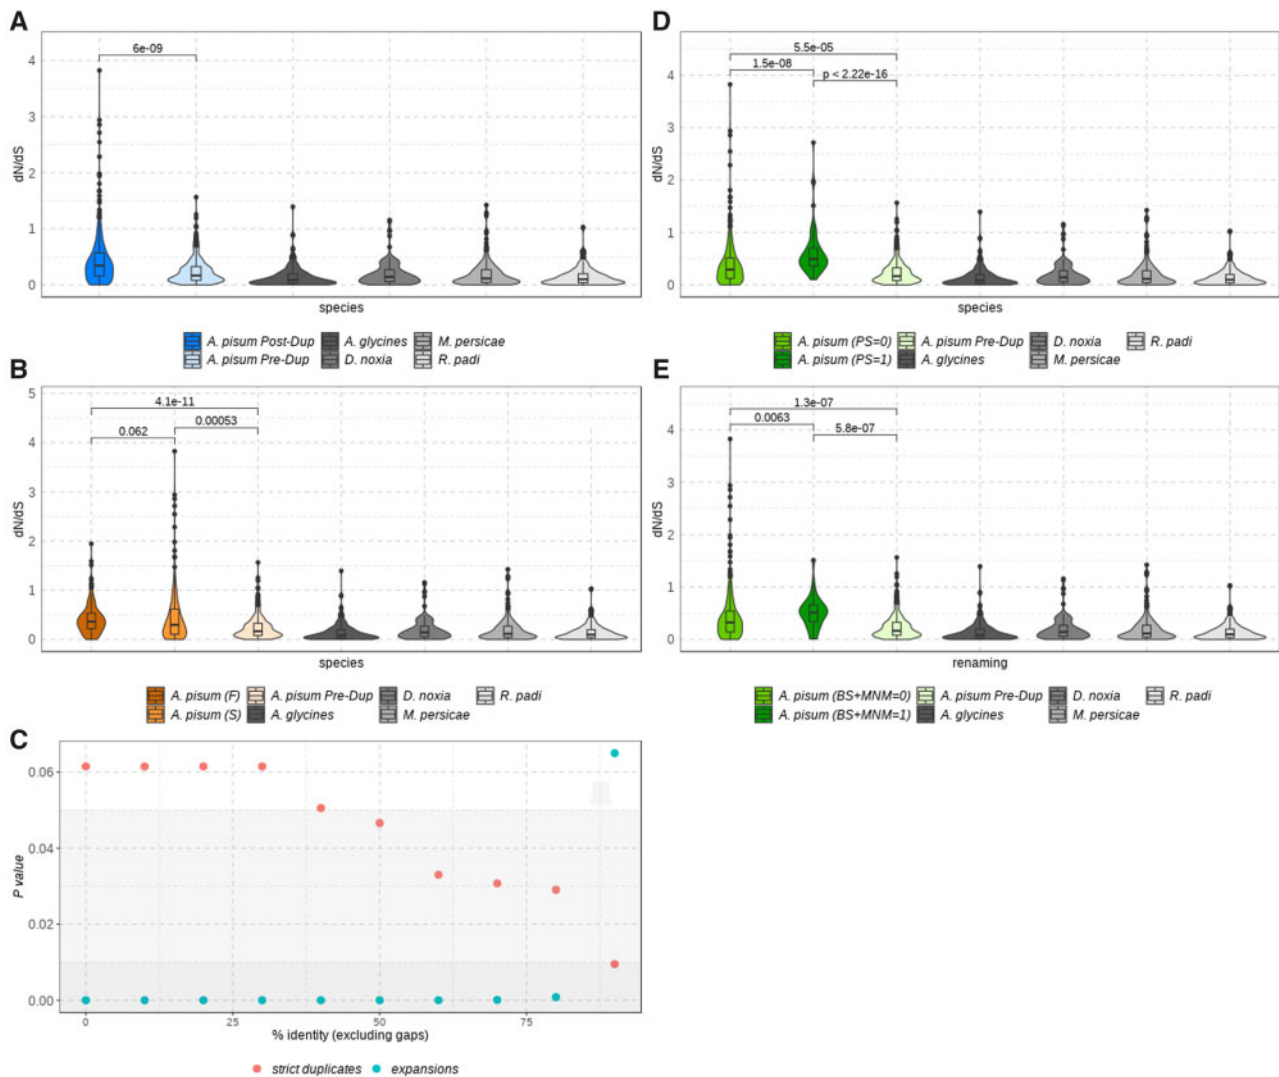 A
6e-09
4
3
2
1
0
dN/dS
species
A. pisum Post-Dup
A. glycines
M. persicae
A. pisum Pre-Dup
D. noxia
R. padi
B
4.1e-11
0.00053
0.062
5
4
3
2
1
0
dN/dS
species
A. pisum (F)
A. pisum Pre-Dup
D. noxia
R. padi
A. pisum (S)
A. glycines
M. persicae
C
0.06
0.04
0.02
0.00
P value
0
25
50
75
% identity (excluding gaps)
strict duplicates
expansions
D
5.5e-05
1.5e-08
p < 2.22e-16
4
3
2
1
0
dN/dS
species
A. pisum (PS=0)
A. pisum Pre-Dup
D. noxia
R. padi
A. pisum (PS=1)
A. glycines
M. persicae
E
1.3e-07
0.0063
5.8e-07
4
3
2
1
0
dN/dS
renaming
A. pisum (BS+MNM=0)
A. pisum Pre-Dup
D. noxia
R. padi
A. pisum (BS+MNM=1)
A. glycines
M. persicae